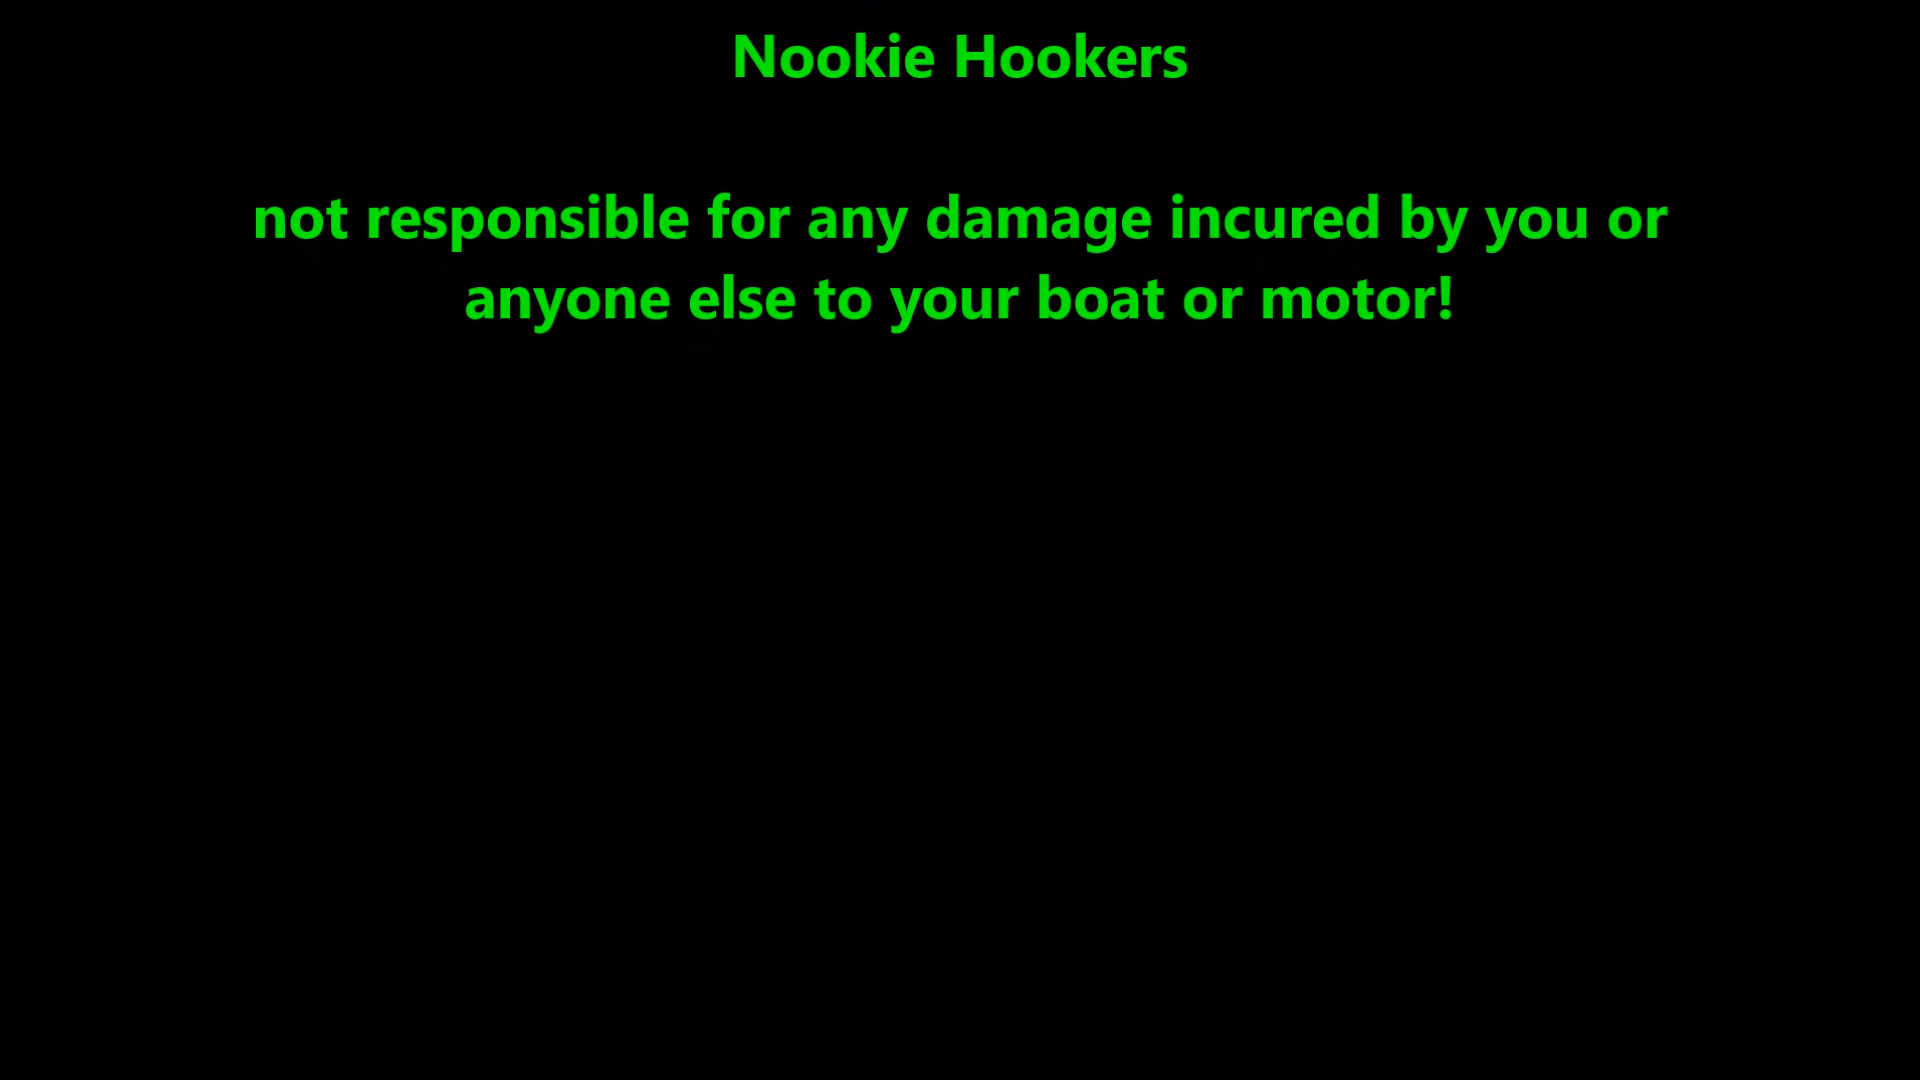 Nookie Hookers
not responsible for any damage incured by you or
anyone else to your boat or motor!